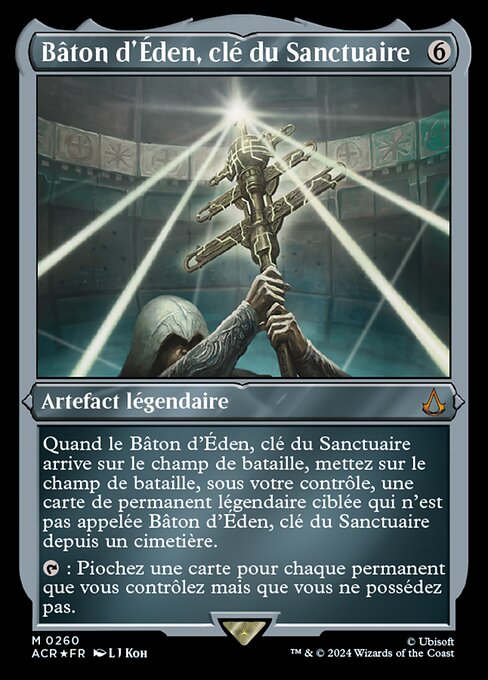 Bâton d'Éden, clé du Sanctuaire 6
Artefact légendaire
Quand le Bâton d'Éden, clé du Sanctuaire
arrive sur le champ de bataille, mettez sur le
champ de bataille, sous votre contrôle, une
carte de permanent légendaire ciblée qui n'est
pas appelée Bâton d'Éden, clé du Sanctuaire
depuis un cimetière.
: Piochez une carte pour chaque permanent
que vous contrôlez mais que vous ne possédez
pas.
M 0260
© Ubisoft
ACR★FR LJ Koh
™ & © 2024 Wizards of the Coast